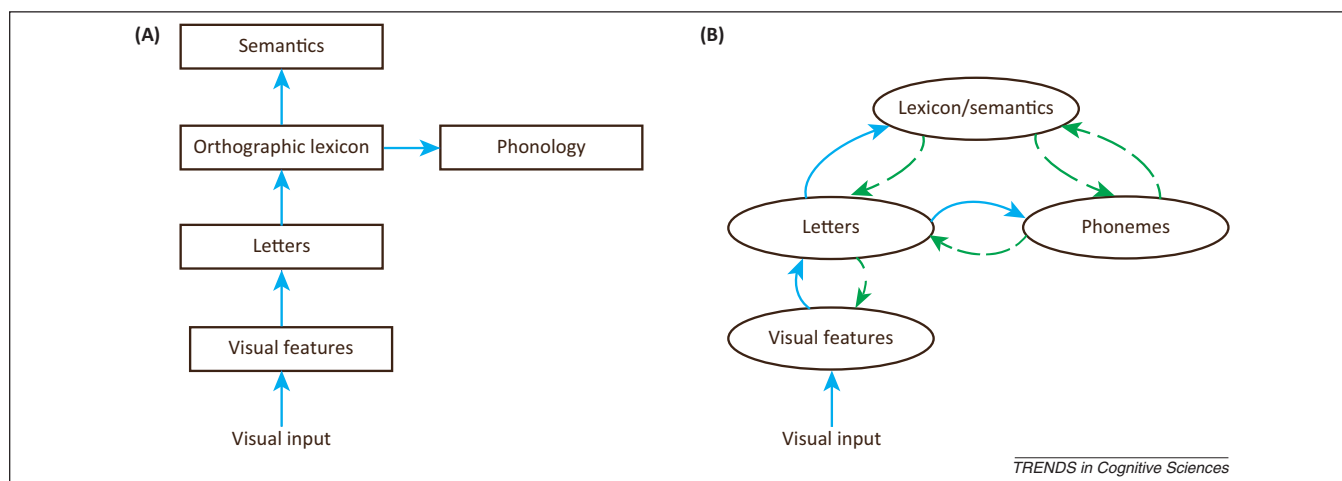 (A)
Semantics
Orthographic lexicon
Phonology
Letters
Visual features
Visual input
(B)
Lexicon/semantics
Letters
Phonemes
Visual features
Visual input
TRENDS in Cognitive Sciences